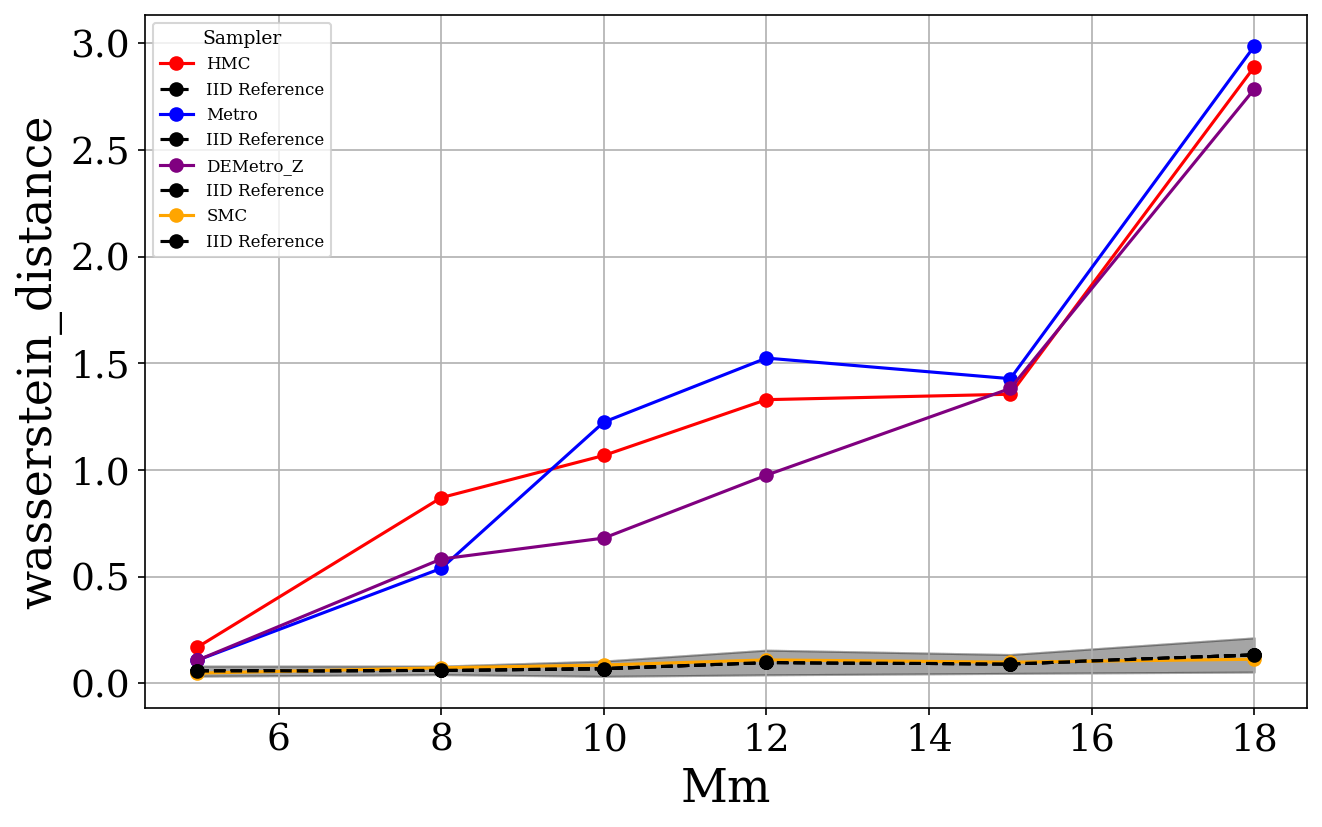 Sampler
HMC
IID Reference
Metro
IID Reference
DEMetro_Z
IID Reference
SMC
IID Reference
3.0
2.5
2.0
1.5
1.0
0.5
0.0
wasserstein_distance
6 8 10 12 14 16 18
Mm